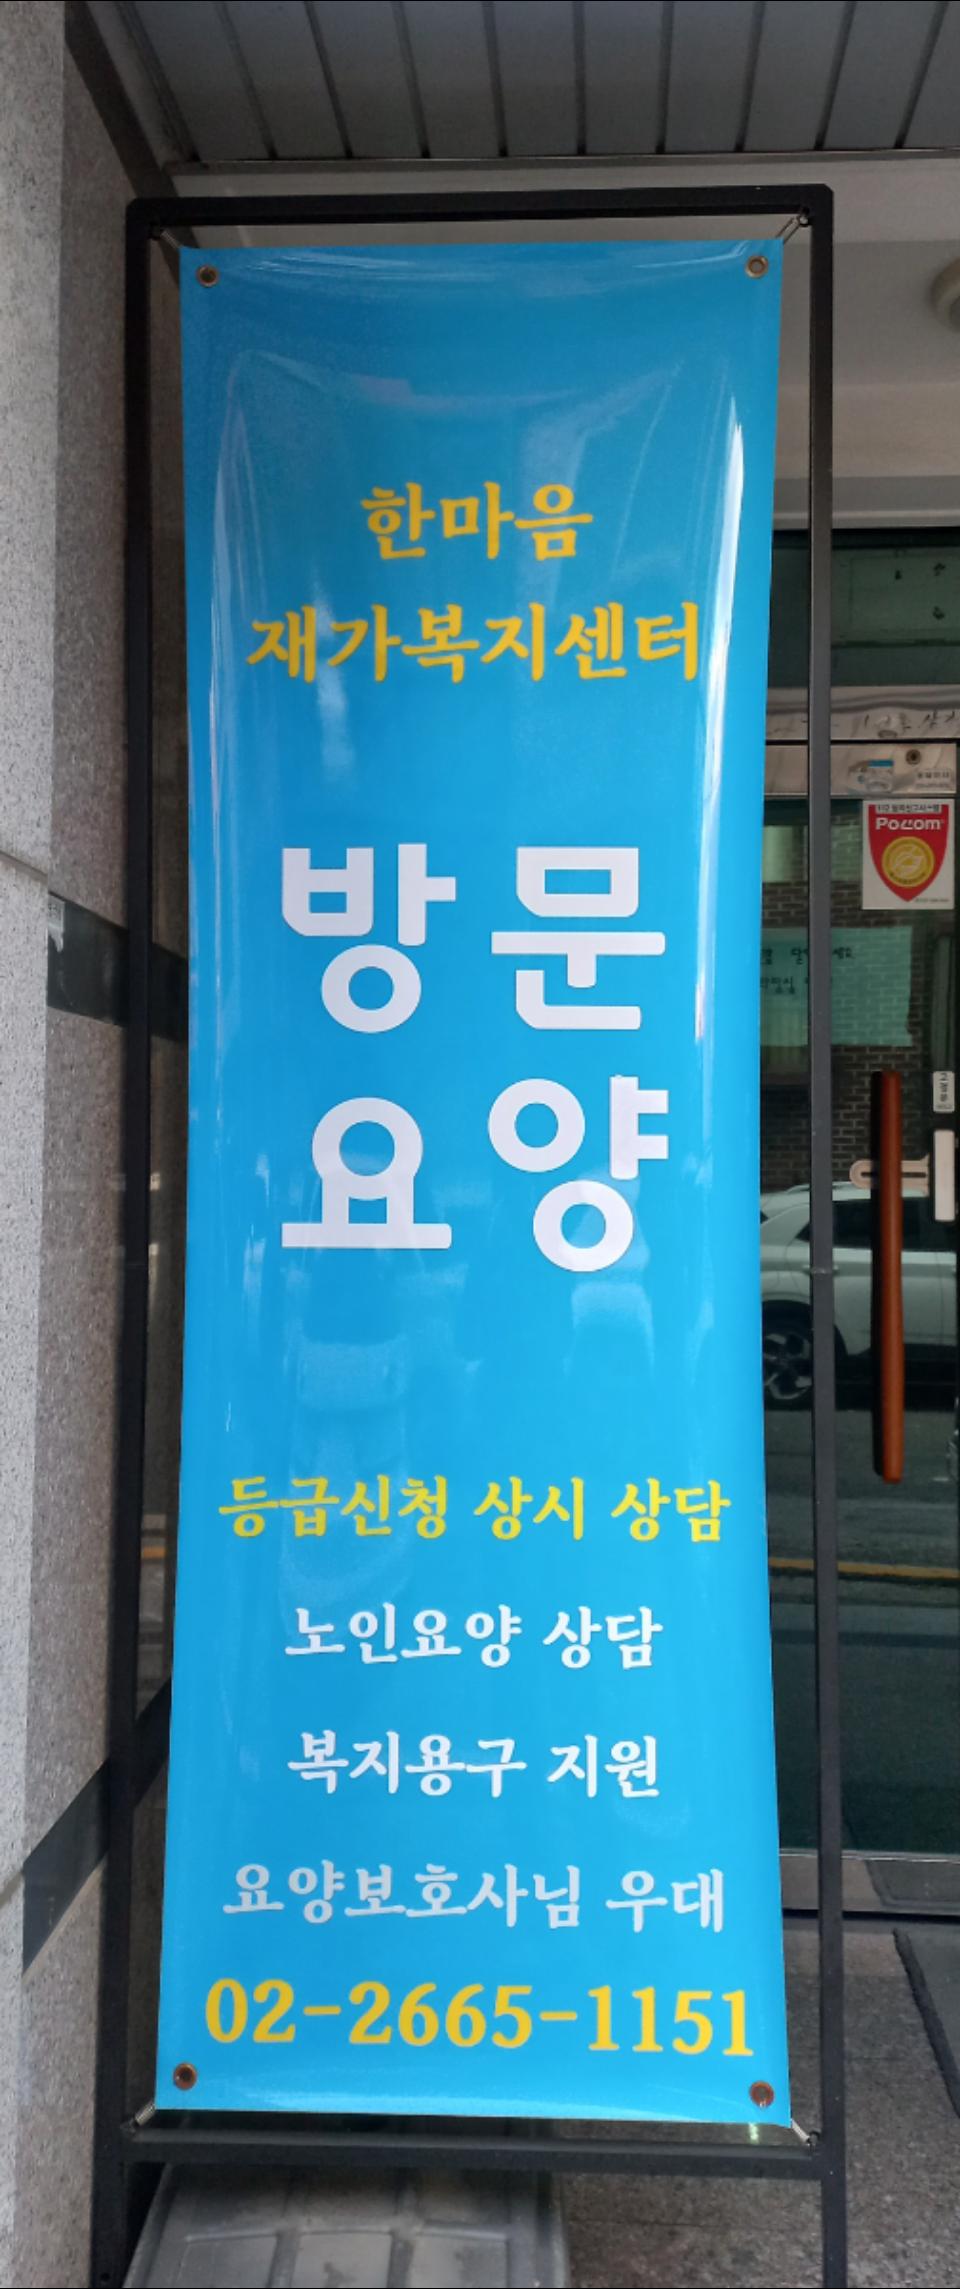 한마음
재가복지센터
방문
요양
등급신청 상시 상담
노인요양 상담
복지용구 지원
요양보호사님 우대
02-2665-1151